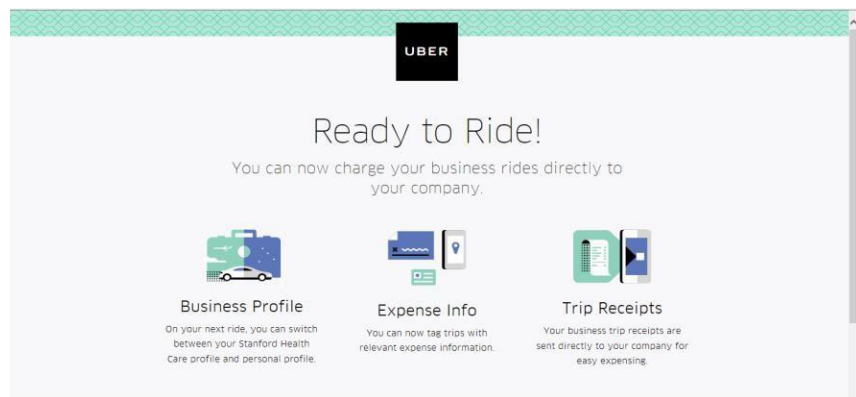 UBER
Ready to Ride!
You can now charge your business rides directly to
your company.
Business Profile
On your next ride, you can switch
between your Stanford Health
Care profile and personal profile.
Expense Info
You can now tag trips with
relevant expense information.
Trip Receipts
Your business trip receipts are
sent directly to your company for
easy expensing.